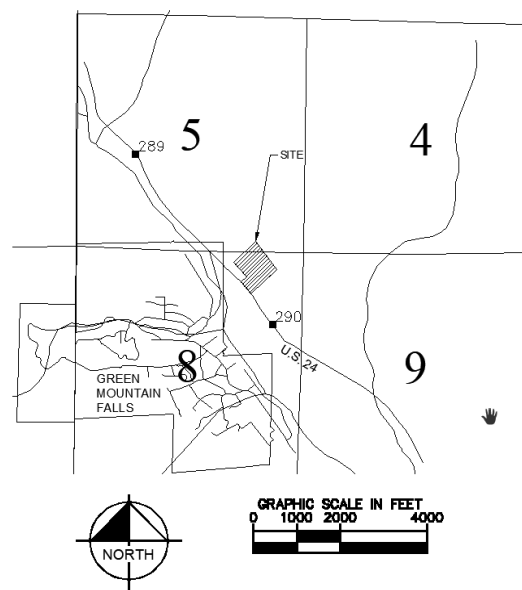 289
5
4
SITE
290
U.S. 24
8
9
GREEN
MOUNTAIN
FALLS
NORTH
GRAPHIC SCALE IN FEET
0 1000 2000 4000